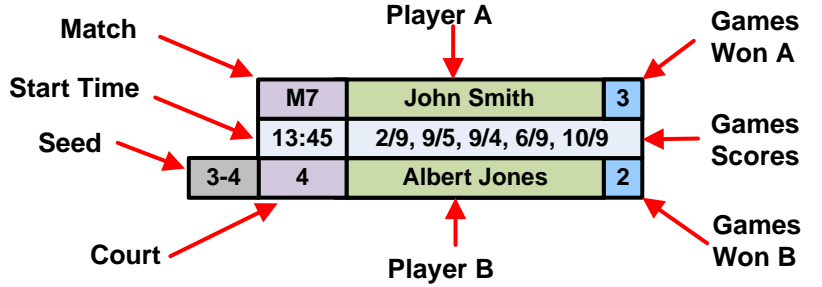 Match
Player A
Games
Won A
Start Time
M7 John Smith 3
13:45 2/9, 9/5, 9/4, 6/9, 10/9
Games
Scores
Seed
3-4 4 Albert Jones 2
Court
Player B
Games
Won B